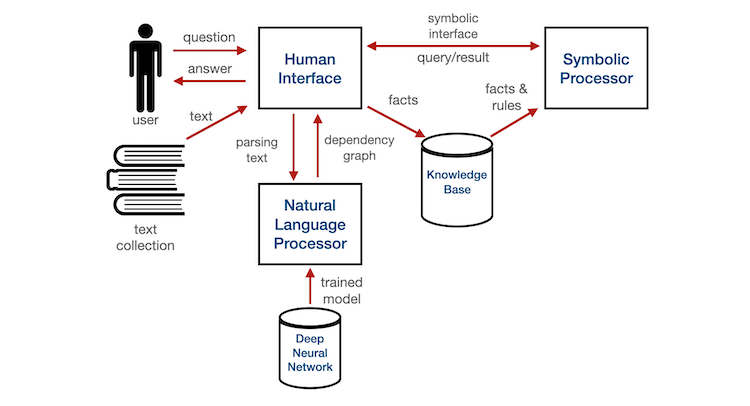 question
answer
user
text
text
collection
Human
Interface
symbolic
interface
query/result
Symbolic
Processor
facts
facts &
rules
Knowledge
Base
parsing
text
dependency
graph
Natural
Language
Processor
trained
model
Deep
Neural
Network